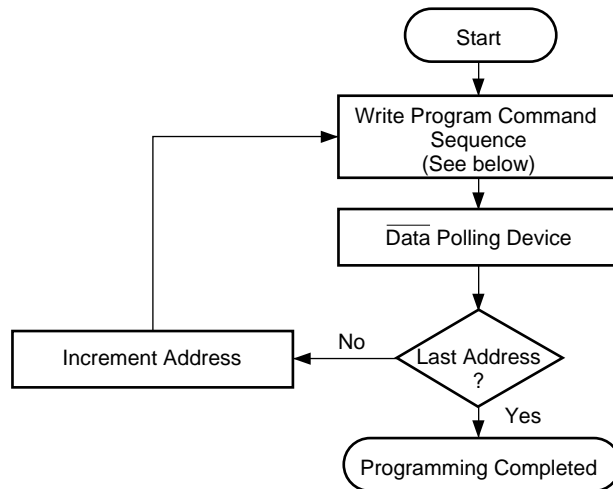 Start
Write Program Command
Sequence
(See below)
Data Polling Device
No
Increment Address
Last Address
?
Yes
Programming Completed